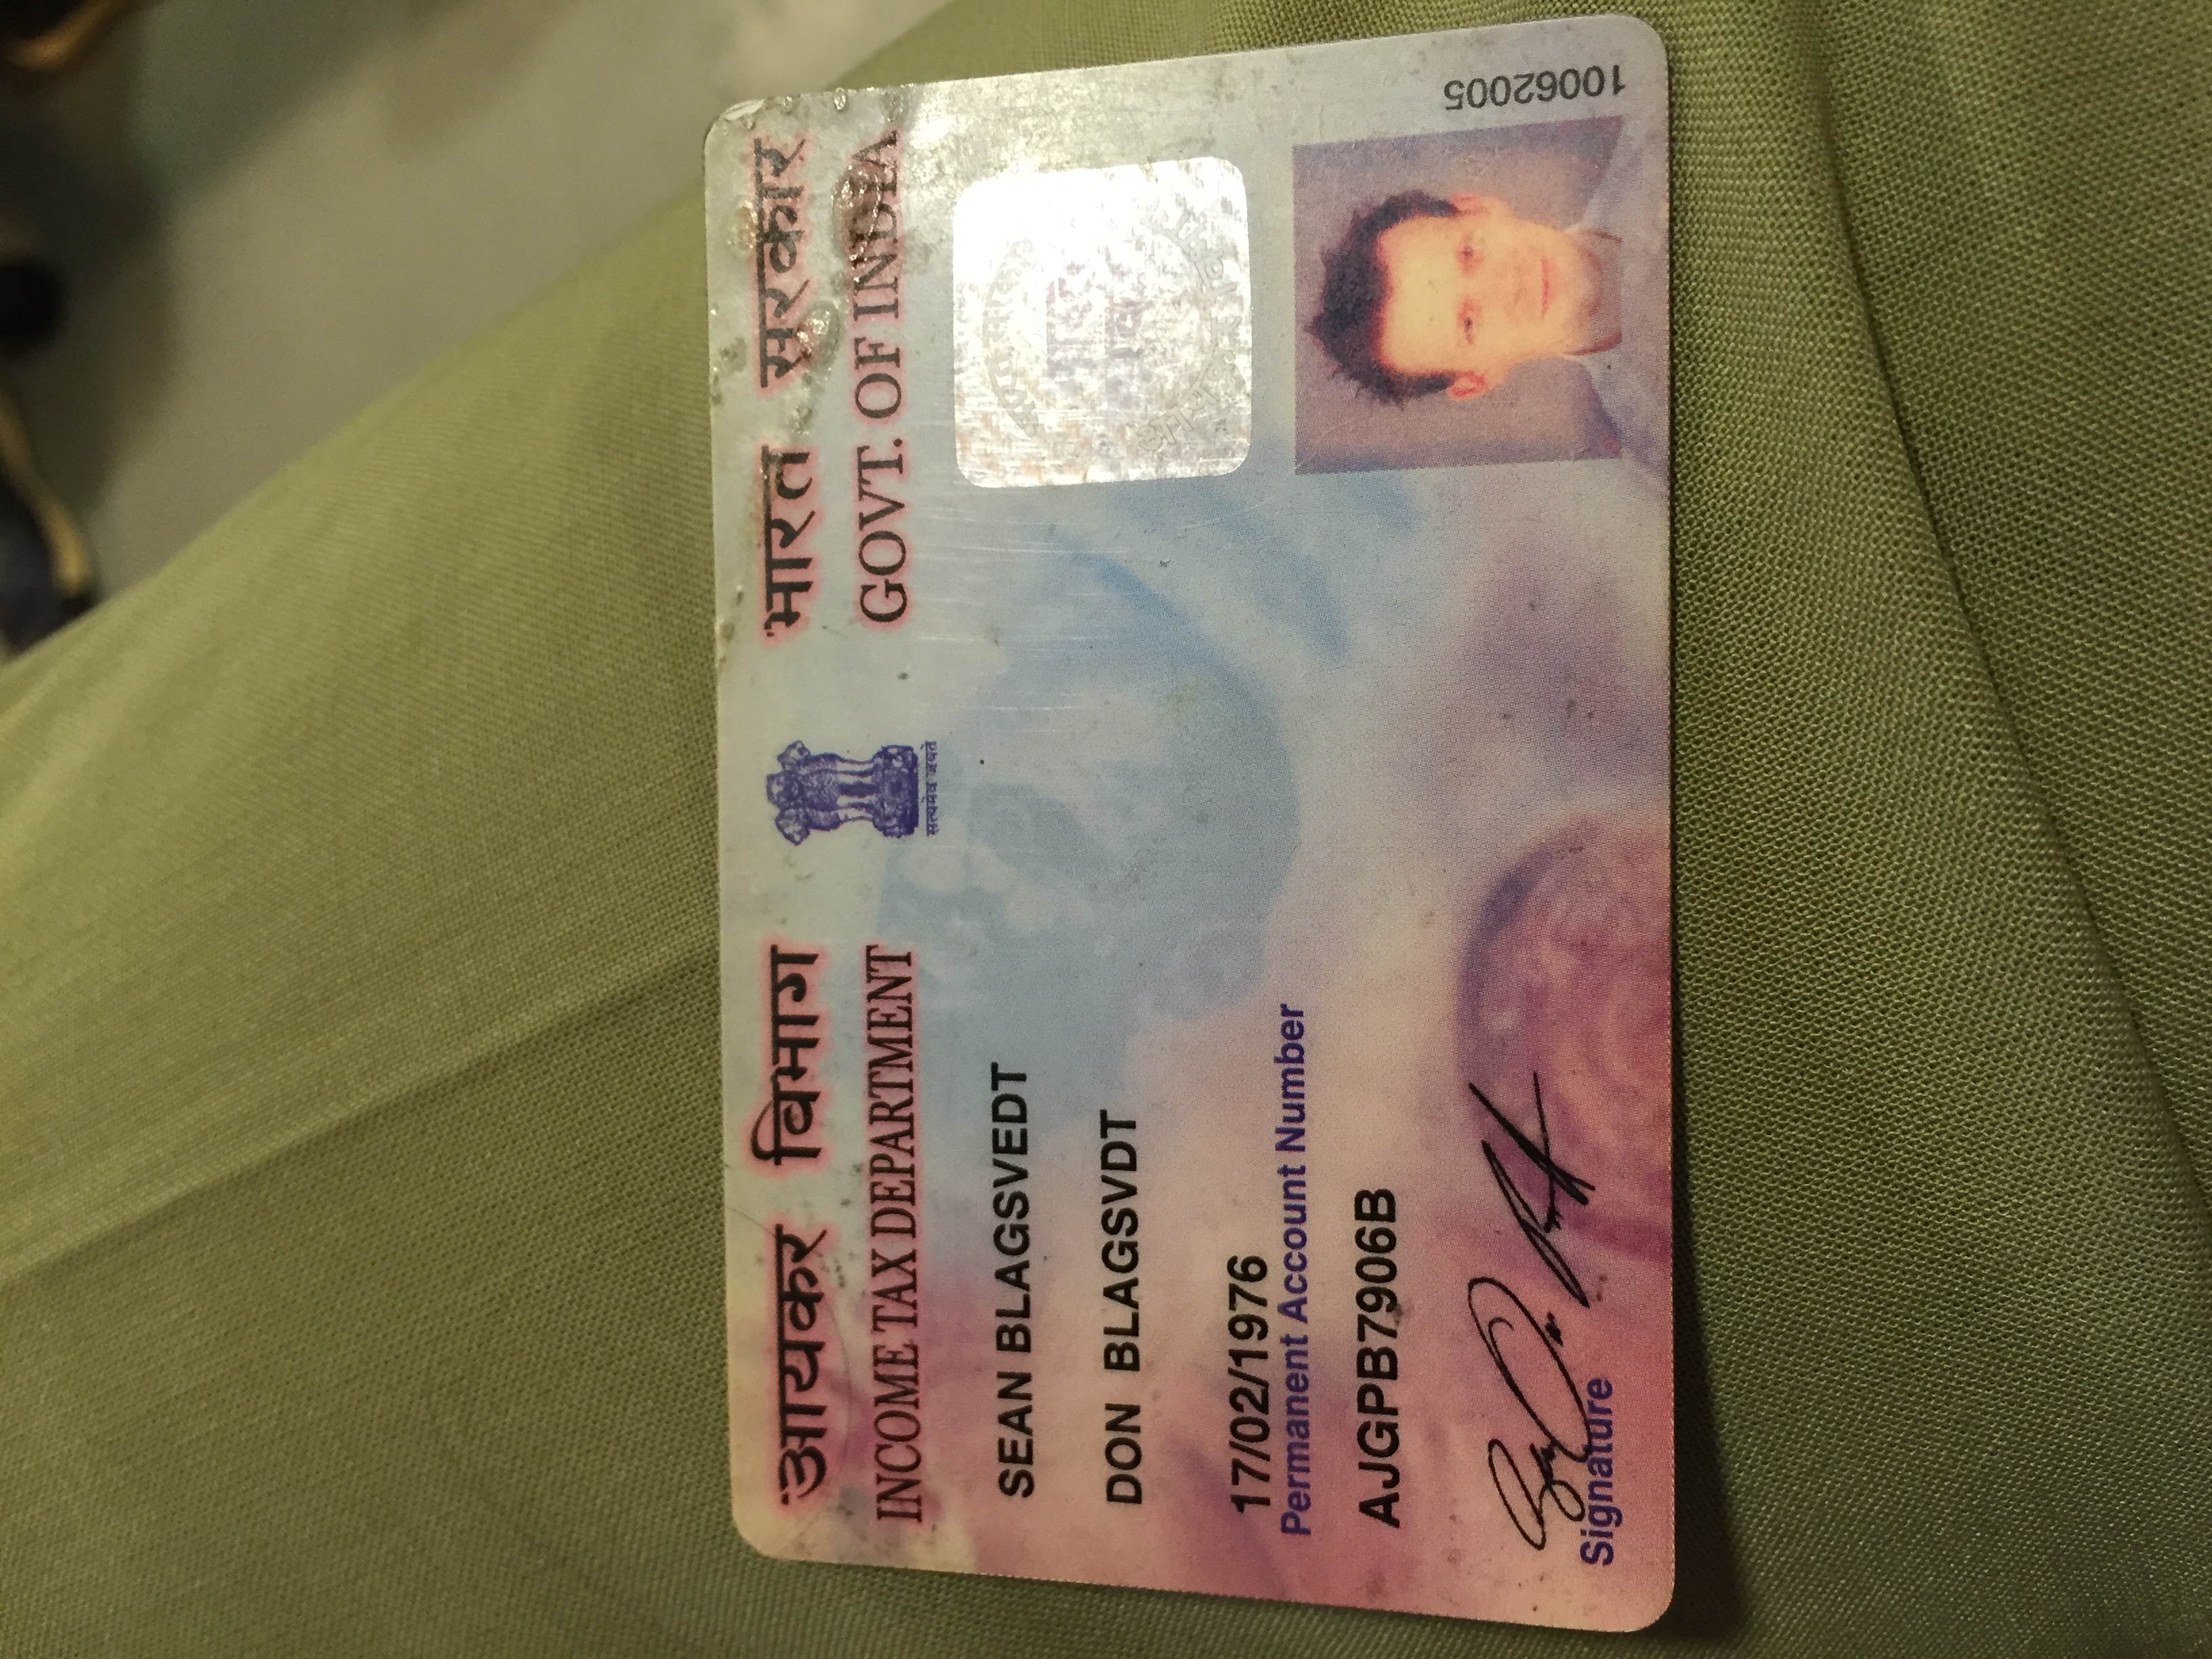 आयकर विभाग
भारत सरकार
INCOME TAX DEPARTMENT
GOVT. OF INDIA
सत्यमेव जयते
SEAN BLAGSVEDT
DON BLAGSVDT
17/02/1976
Permanent Account Number
AJGPB7906B
Signature
10062005